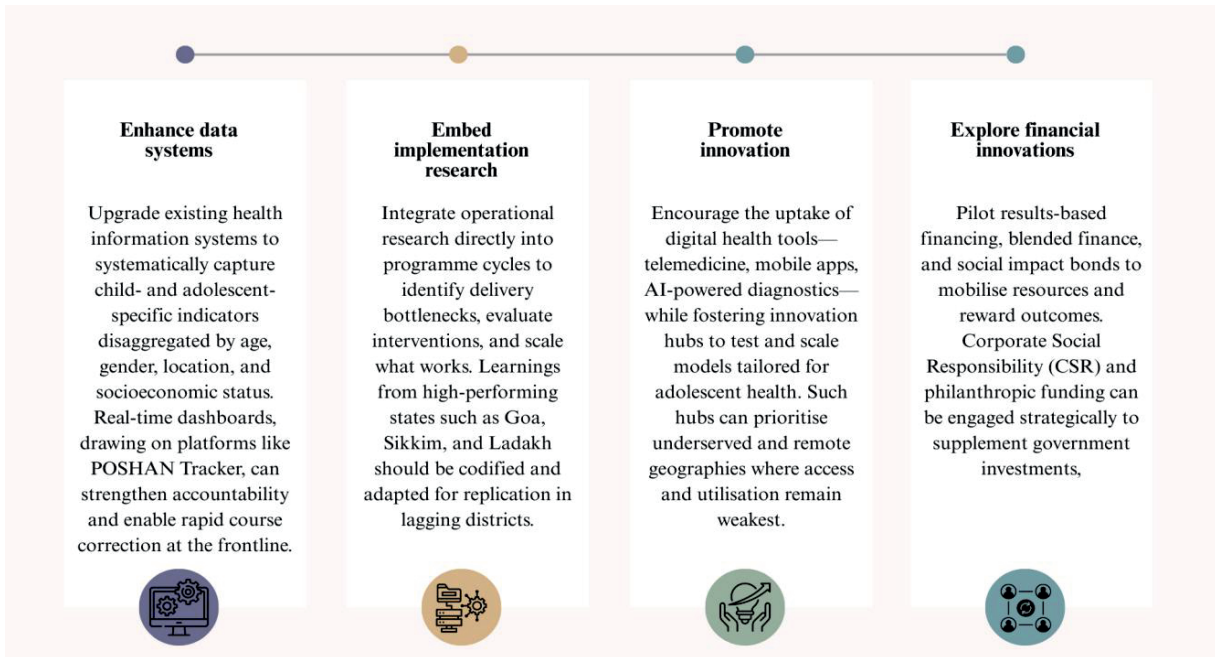 Enhance data
systems
Upgrade existing health
information systems to
systematically capture
child- and adolescent-
specific indicators
disaggregated by age,
gender, location, and
socioeconomic status.
Real-time dashboards,
drawing on platforms like
POSHAN Tracker, can
strengthen accountability
and enable rapid course
correction at the frontline.
Embed
implementation
research
Integrate operational
research directly into
programme cycles to
identify delivery
bottlenecks, evaluate
interventions, and scale
what works. Learnings
from high-performing
states such as Goa,
Sikkim, and Ladakh
should be codified and
adapted for replication in
lagging districts.
Promote
innovation
Encourage the uptake of
digital health tools—
telemedicine, mobile apps,
AI-powered diagnostics—
while fostering innovation
hubs to test and scale
models tailored for
adolescent health. Such
hubs can prioritise
underserved and remote
geographies where access
and utilisation remain
weakest.
Explore financial
innovations
Pilot results-based
financing, blended finance,
and social impact bonds to
mobilise resources and
reward outcomes.
Corporate Social
Responsibility (CSR) and
philanthropic funding can
be engaged strategically to
supplement government
investments,